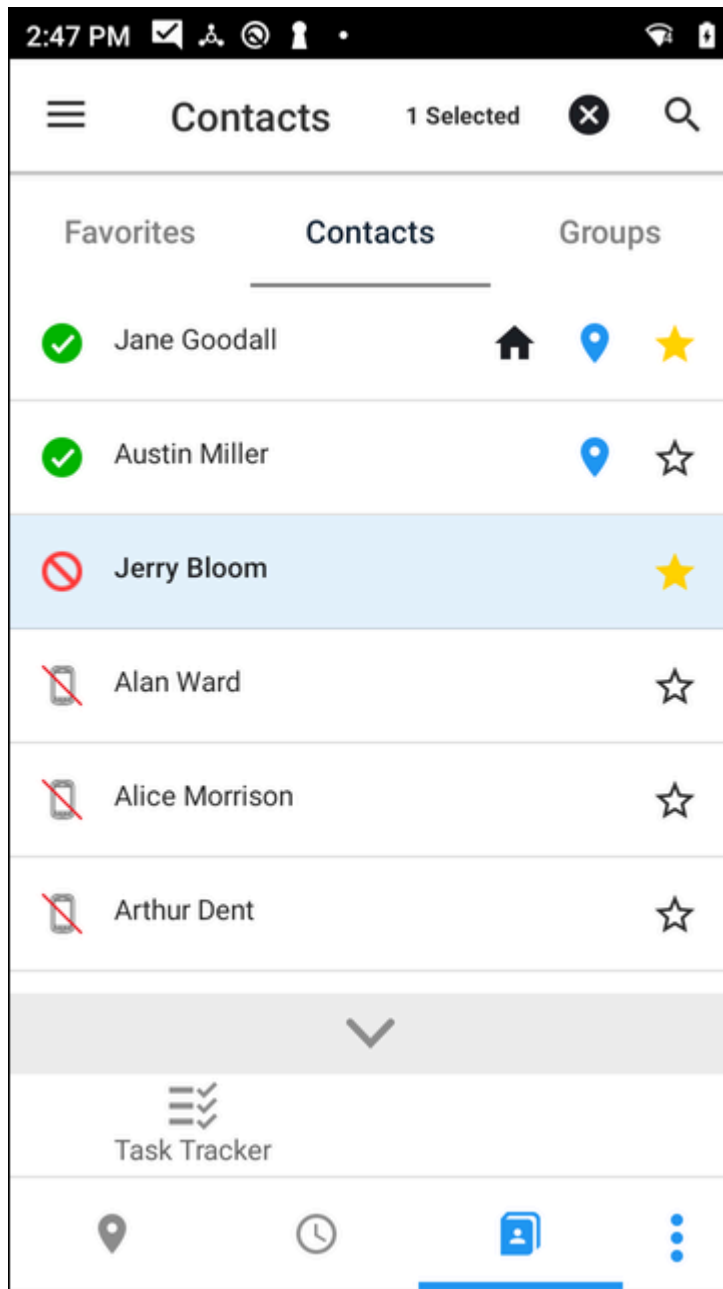 2:47 PM
Contacts 1 Selected
Favorites Contacts Groups
Jane Goodall
Austin Miller
Jerry Bloom
Alan Ward
Alice Morrison
Arthur Dent
Task Tracker